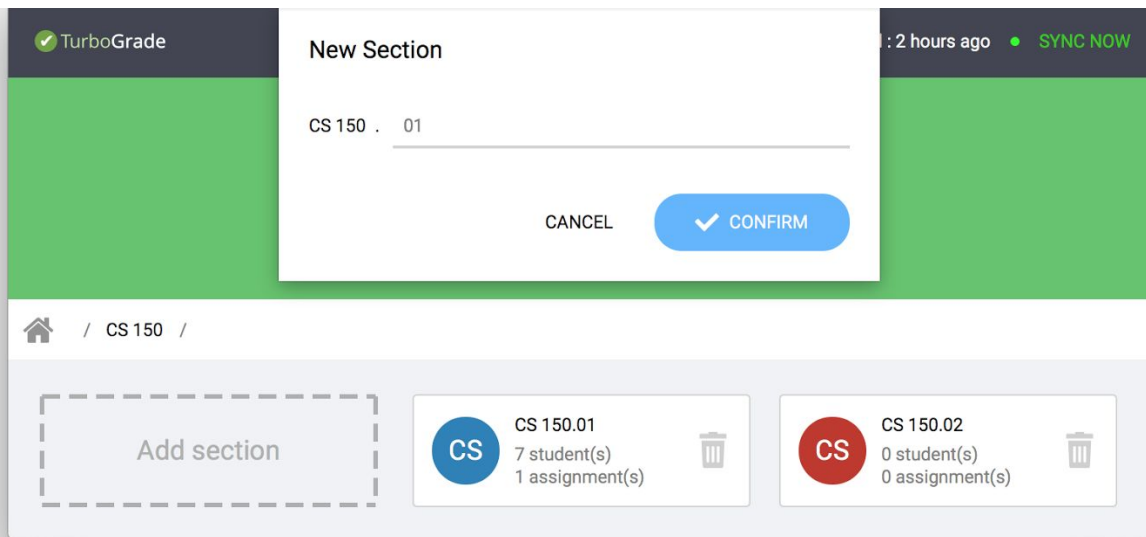 TurboGrade
: 2 hours ago
SYNC NOW
New Section
CS 150 . 01
CANCEL
CONFIRM
/ CS 150 /
Add section
CS
CS 150.01
7 student(s)
1 assignment(s)
CS
CS 150.02
0 student(s)
0 assignment(s)